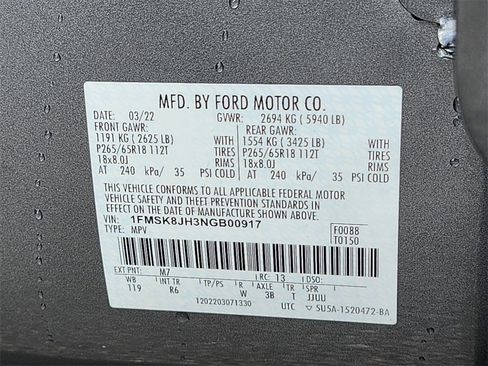 MFD. BY FORD MOTOR CO.
DATE: 03/22 GVWR: 2694 KG ( 5940 LB)
FRONT GAWR: REAR GAWR:
1191 KG ( 2625 LB) WITH 1554 KG ( 3425 LB) WITH
P265/65R18 112T TIRES P265/65R18 112T TIRES
18x8.0J RIMS 18x8.0J RIMS
AT 240 kPa/ 35 PSI COLD AT 240 kPa/ 35 PSI COLD
THIS VEHICLE CONFORMS TO ALL APPLICABLE FEDERAL MOTOR
VEHICLE SAFETY AND THEFT PREVENTION STANDARDS IN
EFFECT ON THE DATE OF MANUFACTURE SHOWN ABOVE.
VIN: 1FMSK8JH3NGB00917 F0088
TYPE: MPV T0150
EXT PNT: M7 RC: 13 DSO:
WB INT TR TP/PS R AXLE TR SPR
119 R6 W 3B T JJUU
1202203071330 UTC SU5A-1520472-BA